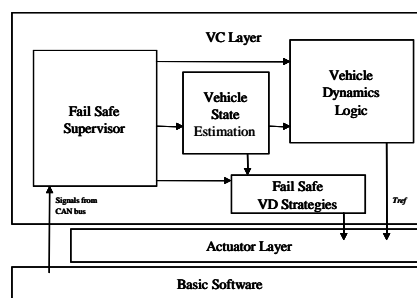 VC Layer
Fail Safe
Supervisor
Vehicle
State
Estimation
Vehicle
Dynamics
Logic
Signals from
CAN bus
Fail Safe
VD Strategies
Tref
Actuator Layer
Basic Software